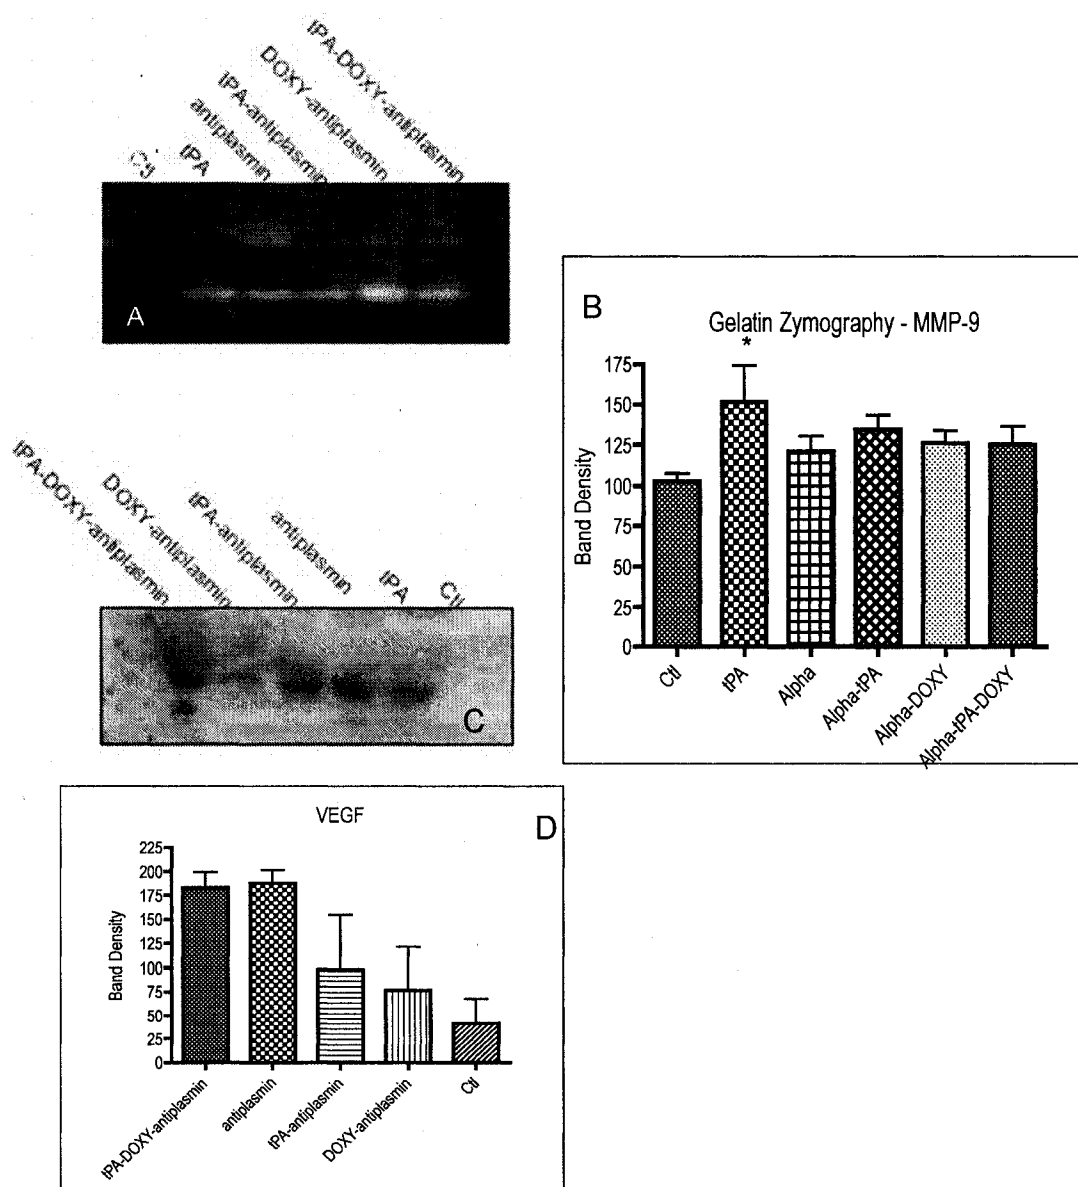 Ctl
tPA
antiplasmin
tPA-antiplasmin
DOXY-antiplasmin
tPA-DOXY-antiplasmin
A
B
Gelatin Zymography - MMP-9
*
175
150
125
100
75
50
25
0
Band Density
Ctl
tPA
Alpha
Alpha-tPA
Alpha-DOXY
Alpha-tPA-DOXY
tPA-DOXY-antiplasmin
DOXY-antiplasmin
tPA-antiplasmin
antiplasmin
tPA
Ctl
C
VEGF
D
225
200
175
150
125
100
75
50
25
0
Band Density
tPA-DOXY-antiplasmin
antiplasmin
tPA-antiplasmin
DOXY-antiplasmin
Ctl